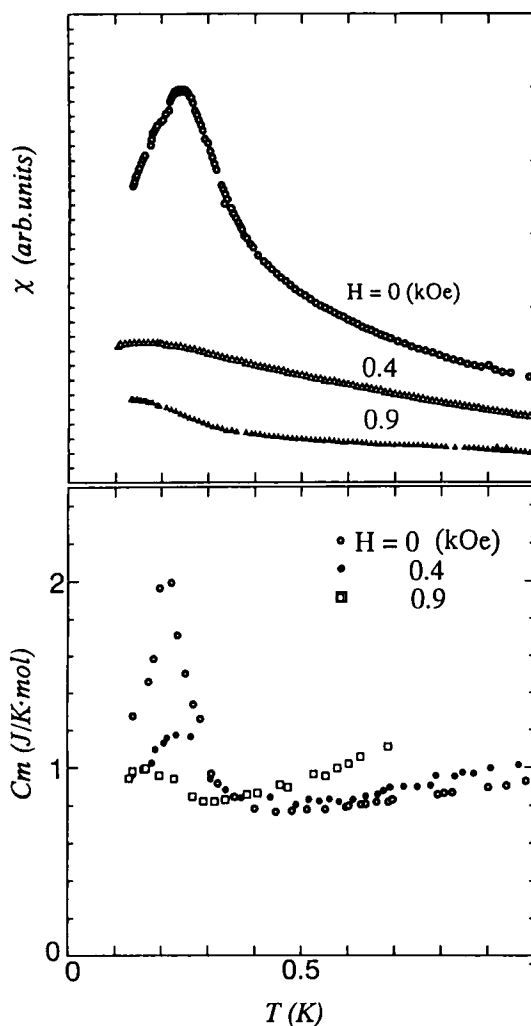 χ (arb.units)
H = 0 (kOe)
0.4
0.9
H = 0 (kOe)
0.4
0.9
Cm (J/K·mol)
2
1
0
0
0.5
T (K)